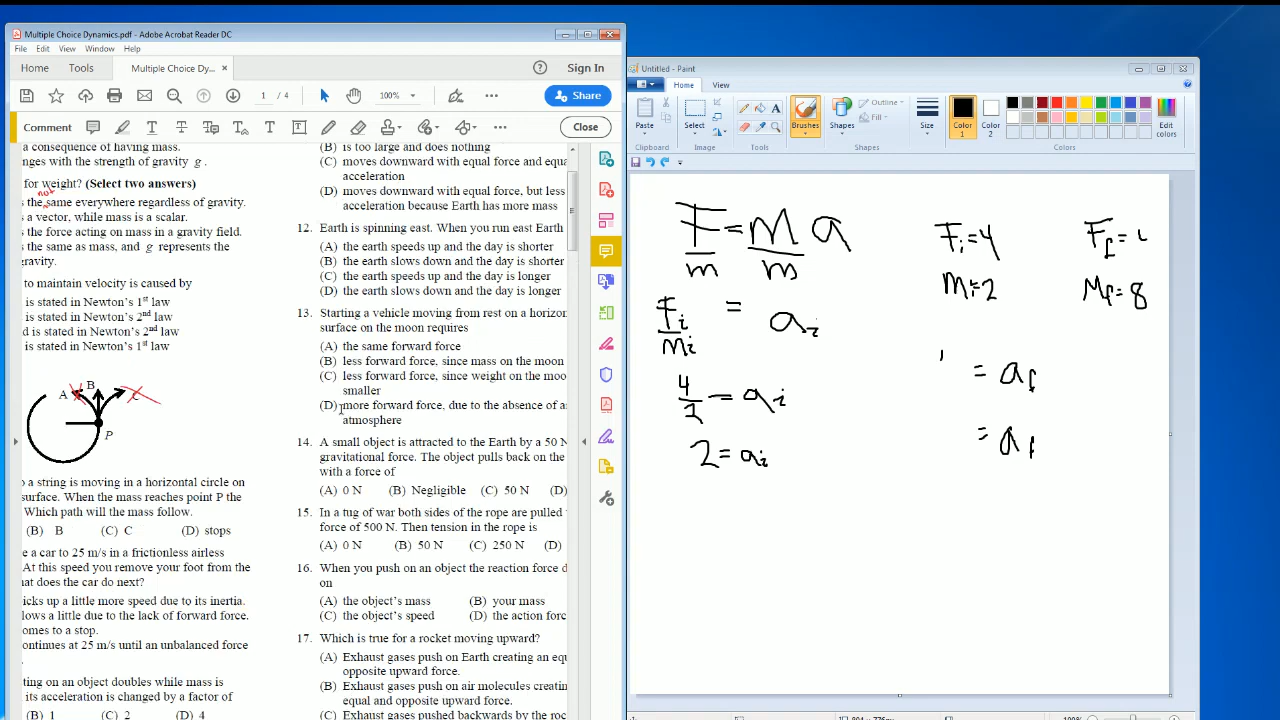 Multiple Choice Dynamics.pdf - Adobe Acrobat Reader DC
File Edit View Window Help
Home Tools Multiple Choice Dy... × Sign In
1 / 4 100% Share
Comment Close
a consequence of having mass.
nges with the strength of gravity g .
for weight? (Select two answers)
not
s the same everywhere regardless of gravity.
s a vector, while mass is a scalar.
s the force acting on mass in a gravity field.
s the same as mass, and g represents the
gravity.
to maintain velocity is caused by
is stated in Newton's 1st law
is stated in Newton's 2nd law
d is stated in Newton's 2nd law
is stated in Newton's 1st law
A B C
P
o a string is moving in a horizontal circle on
surface. When the mass reaches point P the
Which path will the mass follow.
(B) B (C) C (D) stops
e a car to 25 m/s in a frictionless airless
At this speed you remove your foot from the
hat does the car do next?
icks up a little more speed due to its inertia.
lows a little due to the lack of forward force.
omes to a stop.
ontinues at 25 m/s until an unbalanced force
ting on an object doubles while mass is
its acceleration is changed by a factor of
(B) 1 (C) 2 (D) 4
(B) is too large and does nothing
(C) moves downward with equal force and equa
acceleration
(D) moves downward with equal force, but less
acceleration because Earth has more mass
12. Earth is spinning east. When you run east Earth
(A) the earth speeds up and the day is shorter
(B) the earth slows down and the day is shorter
(C) the earth speeds up and the day is longer
(D) the earth slows down and the day is longer
13. Starting a vehicle moving from rest on a horizon
surface on the moon requires
(A) the same forward force
(B) less forward force, since mass on the moon
(C) less forward force, since weight on the moo
smaller
(D) more forward force, due to the absence of a
atmosphere
14. A small object is attracted to the Earth by a 50 N
gravitational force. The object pulls back on the
with a force of
(A) 0 N (B) Negligible (C) 50 N (D)
15. In a tug of war both sides of the rope are pulled
force of 500 N. Then tension in the rope is
(A) 0 N (B) 50 N (C) 250 N (D)
16. When you push on an object the reaction force d
on
(A) the object's mass (B) your mass
(C) the object's speed (D) the action forc
17. Which is true for a rocket moving upward?
(A) Exhaust gases push on Earth creating an equ
opposite upward force.
(B) Exhaust gases push on air molecules creatin
equal and opposite upward force.
(C) Exhaust gases pushed backwards by the roc
Untitled - Paint
Home View
Paste Select Brushes Shapes Outline Fill Size Color 1 Color 2 Edit colors
Clipboard Image Tools Shapes Colors
F/m = m/m a
Fi/mi = ai
4/2 = ai
2 = ai
Fi=4
Mi=2
Ff=
Mf=8
= af
= af